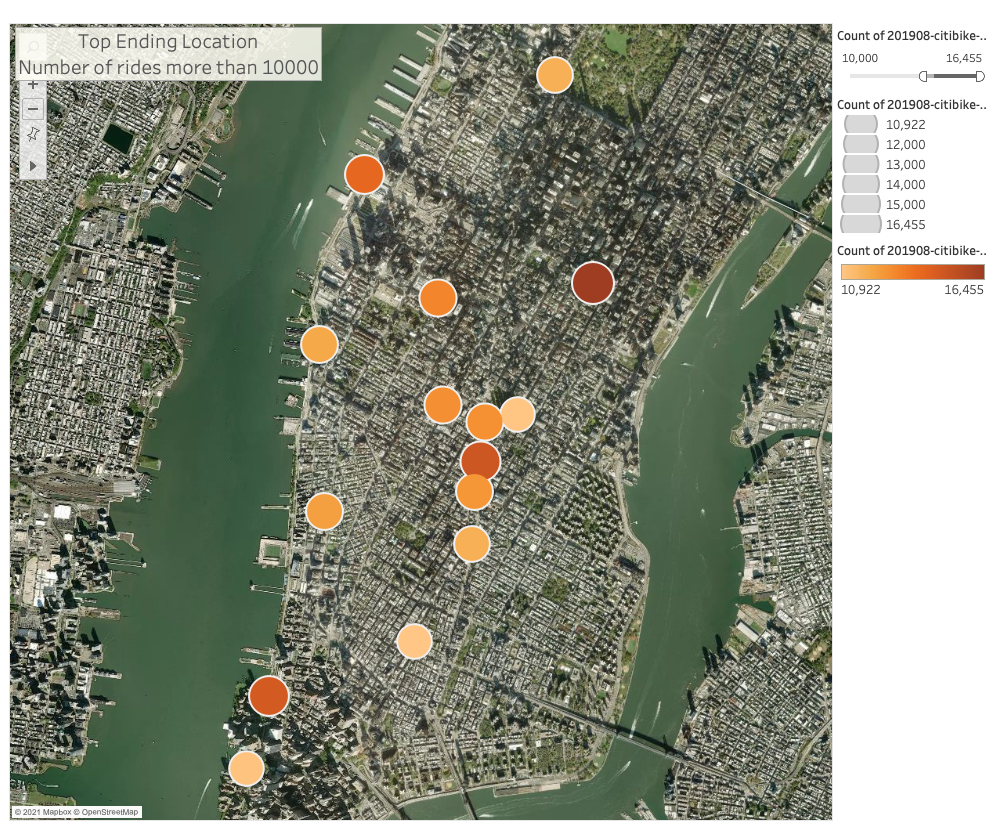 Top Ending Location
Number of rides more than 10000
© 2021 Mapbox © OpenStreetMap
Count of 201908-citibike-..
10,000 16,455
Count of 201908-citibike-..
10,922
12,000
13,000
14,000
15,000
16,455
Count of 201908-citibike-..
10,922 16,455